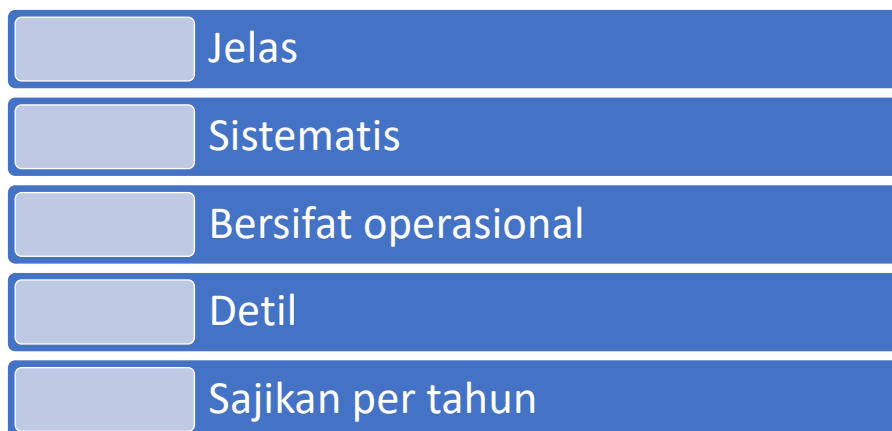 Jelas
Sistematis
Bersifat operasional
Detil
Sajikan per tahun